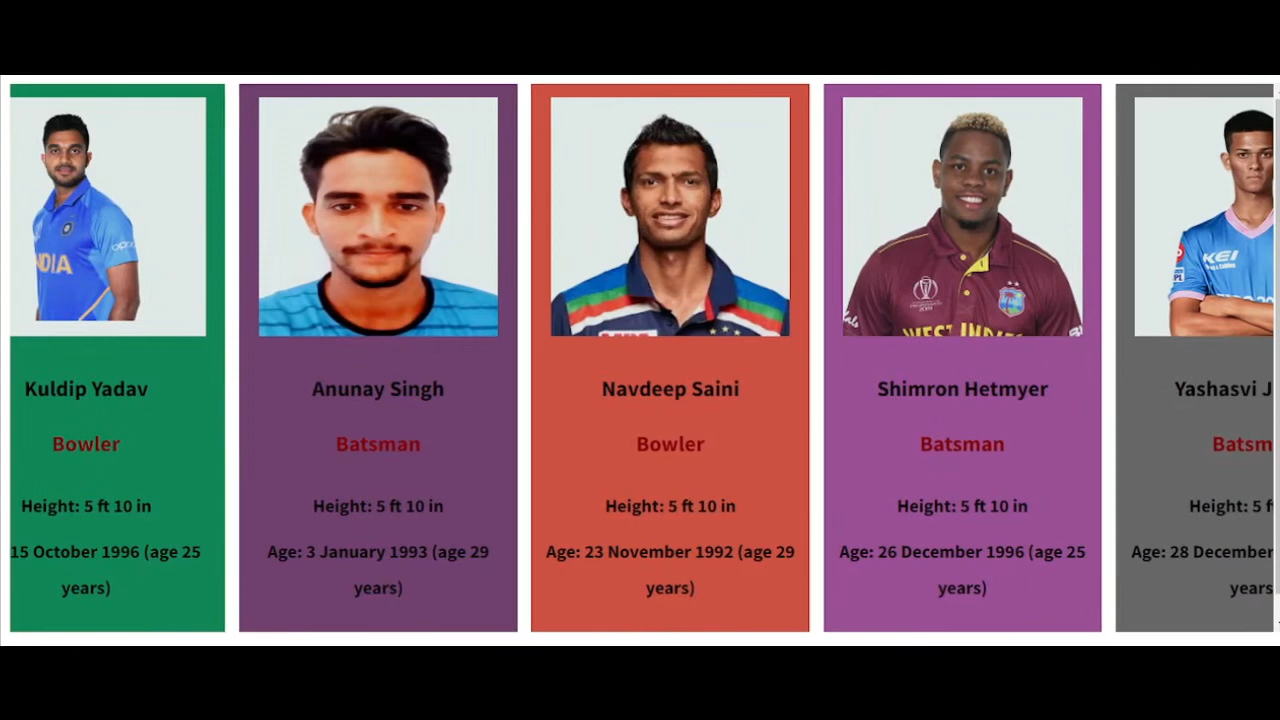 Kuldip Yadav
Bowler
Height: 5 ft 10 in
15 October 1996 (age 25
years)
INDIA
oppo
Anunay Singh
Batsman
Height: 5 ft 10 in
Age: 3 January 1993 (age 29
years)
Navdeep Saini
Bowler
Height: 5 ft 10 in
Age: 23 November 1992 (age 29
years)
WEST INDIES
Shimron Hetmyer
Batsman
Height: 5 ft 10 in
Age: 26 December 1996 (age 25
years)
KEI
Yashasvi J
Batsm
Height: 5 f
Age: 28 December
years